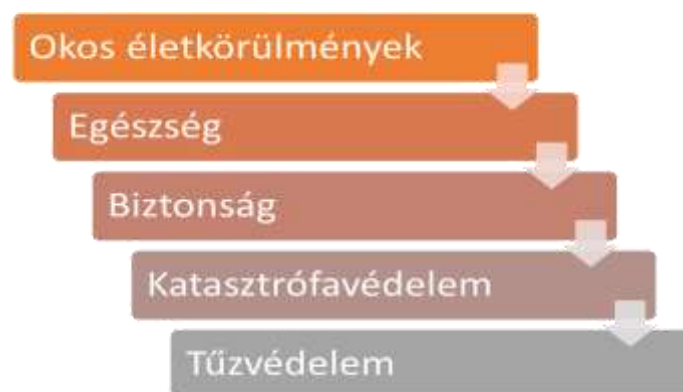 Okos életkörülmények
Egészség
Biztonság
Katasztrófavédelem
Tűzvédelem